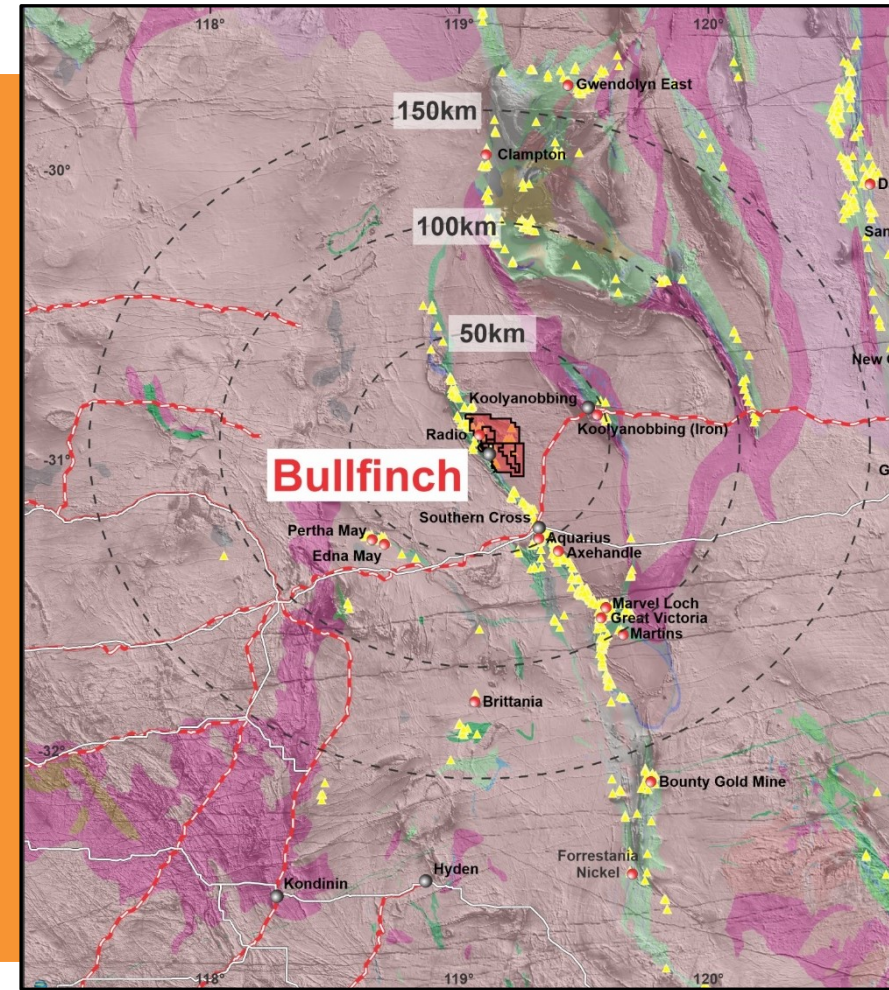 118°
119°
120°
Gwendolyn East
150km
Clampton
-30°
D
100km
San
50km
New
Koolyanobbing
Koolyanobbing (Iron)
Radio
-31°
G
Bullfinch
Southern Cross
Pertha May
Aquarius
Edna May
Axehandle
Marvel Loch
Great Victoria
Martins
Brittania
-32°
Bounty Gold Mine
Forrestania
Nickel
Hyden
Kondinin
118°
119°
120°